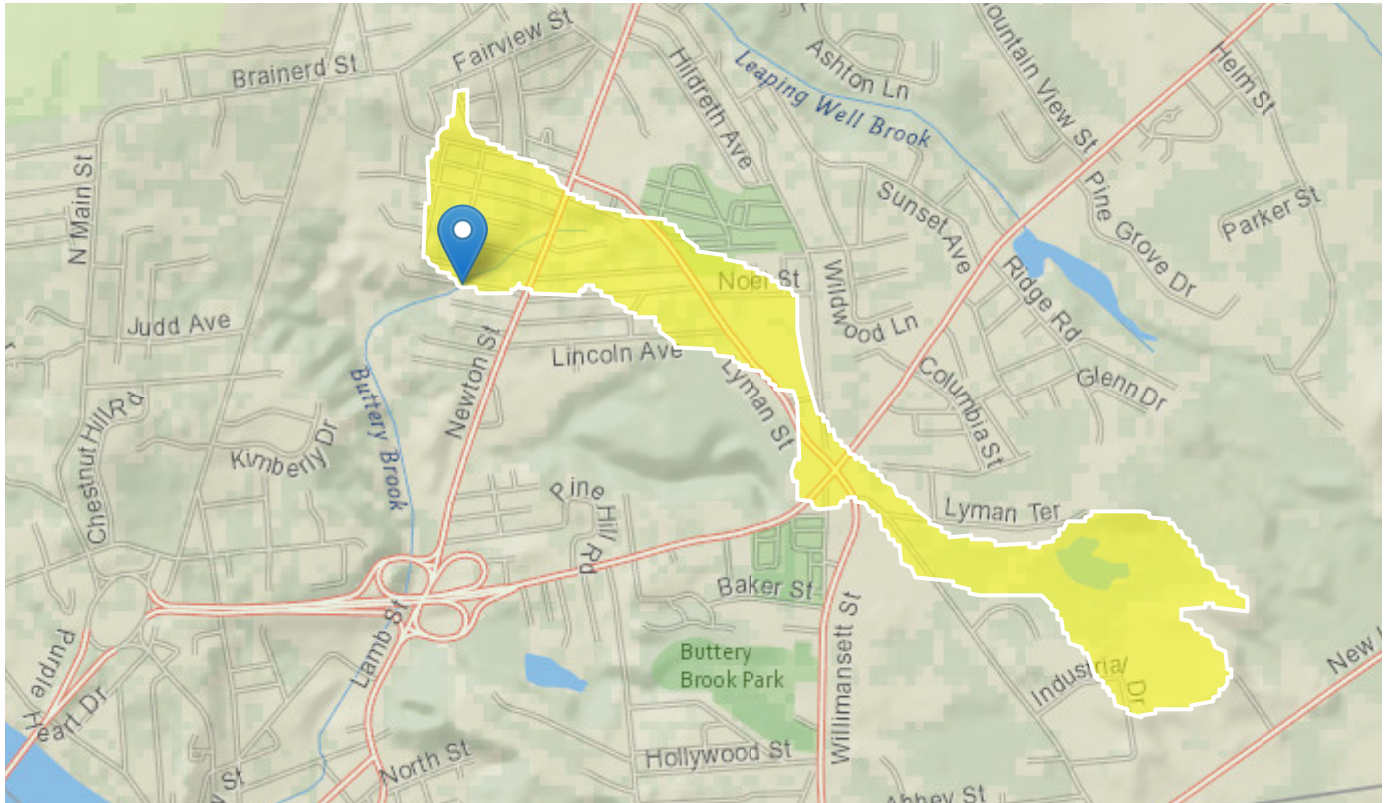 Fairview St
Brainerd St
Hildreth Ave
Ashton Ln
Leaping Well Brook
Mountain View St
Helm St
N Main St
Sunset Ave
Pine Grove Dr
Parker St
Noel St
Wildwood Ln
Ridge Rd
Judd Ave
Newton St
Lincoln Ave
Lyman St
Columbia St
Glenn Dr
Buttery Brook
Chestnut Hill Rd
Kimberly Dr
Pine Hill Rd
Lyman Ter
Baker St
Willimansett St
Lamb St
Purple Heart Dr
Buttery
Brook Park
Industrial Dr
New
Hollywood St
North St
St
Abbey St